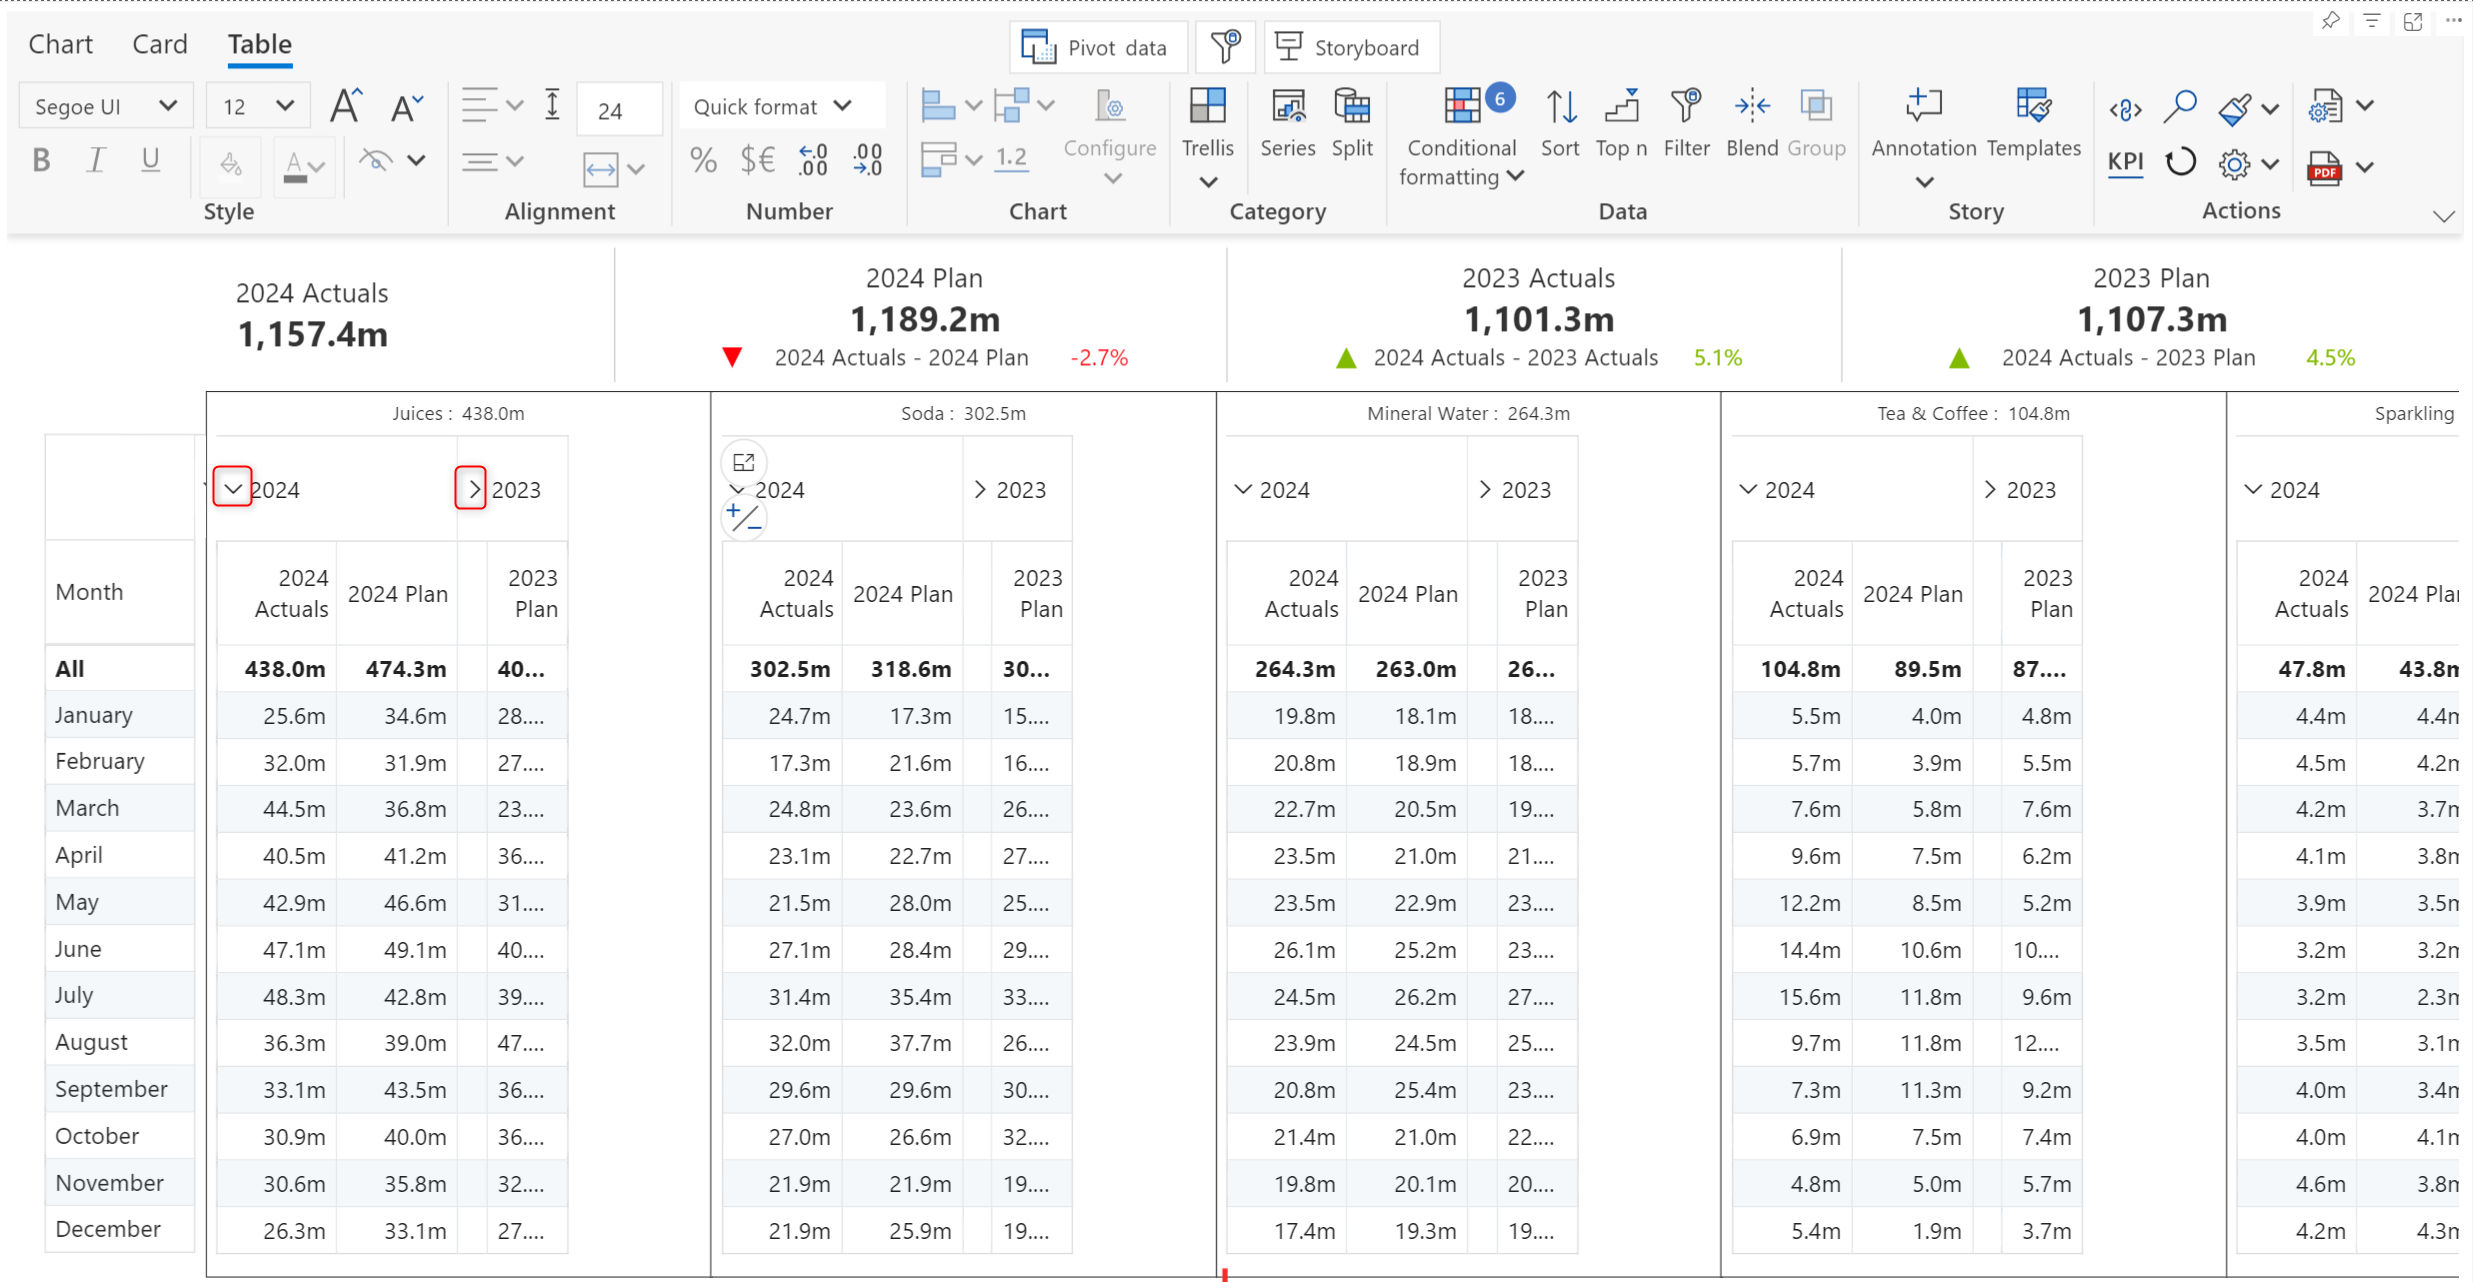 Chart Card Table
Pivot data Storyboard
Segoe UI 12 A A 24 Quick format
Configure Trellis Series Split Conditional formatting 6 Sort Top n Filter Blend Group Annotation Templates
B I U A % $€ .0 .00 .00 .0 1.2 KPI PDF
Style Alignment Number Chart Category Data Story Actions
2024 Actuals
1,157.4m
2024 Plan
1,189.2m
2024 Actuals - 2024 Plan -2.7%
2023 Actuals
1,101.3m
2024 Actuals - 2023 Actuals 5.1%
2023 Plan
1,107.3m
2024 Actuals - 2023 Plan 4.5%
Juices : 438.0m Soda : 302.5m Mineral Water : 264.3m Tea & Coffee : 104.8m Sparkling
2024 2023 2024 2023 2024 2023 2024 2023 2024
Month 2024 Actuals 2024 Plan 2023 Plan 2024 Actuals 2024 Plan 2023 Plan 2024 Actuals 2024 Plan 2023 Plan 2024 Actuals 2024 Plan 2023 Plan 2024 Actuals 2024 Plan
All 438.0m 474.3m 40... 302.5m 318.6m 30... 264.3m 263.0m 26... 104.8m 89.5m 87.... 47.8m 43.8m
January 25.6m 34.6m 28.... 24.7m 17.3m 15.... 19.8m 18.1m 18.... 5.5m 4.0m 4.8m 4.4m 4.4m
February 32.0m 31.9m 27.... 17.3m 21.6m 16.... 20.8m 18.9m 18.... 5.7m 3.9m 5.5m 4.5m 4.2m
March 44.5m 36.8m 23.... 24.8m 23.6m 26.... 22.7m 20.5m 19.... 7.6m 5.8m 7.6m 4.2m 3.7m
April 40.5m 41.2m 36.... 23.1m 22.7m 27.... 23.5m 21.0m 21.... 9.6m 7.5m 6.2m 4.1m 3.8m
May 42.9m 46.6m 31.... 21.5m 28.0m 25.... 23.5m 22.9m 23.... 12.2m 8.5m 5.2m 3.9m 3.5m
June 47.1m 49.1m 40.... 27.1m 28.4m 29.... 26.1m 25.2m 23.... 14.4m 10.6m 10.... 3.2m 3.2m
July 48.3m 42.8m 39.... 31.4m 35.4m 33.... 24.5m 26.2m 27.... 15.6m 11.8m 9.6m 3.2m 2.3m
August 36.3m 39.0m 47.... 32.0m 37.7m 26.... 23.9m 24.5m 25.... 9.7m 11.8m 12.... 3.5m 3.1m
September 33.1m 43.5m 36.... 29.6m 29.6m 30.... 20.8m 25.4m 23.... 7.3m 11.3m 9.2m 4.0m 3.4m
October 30.9m 40.0m 36.... 27.0m 26.6m 32.... 21.4m 21.0m 22.... 6.9m 7.5m 7.4m 4.0m 4.1m
November 30.6m 35.8m 32.... 21.9m 21.9m 19.... 19.8m 20.1m 20.... 4.8m 5.0m 5.7m 4.6m 3.8m
December 26.3m 33.1m 27.... 21.9m 25.9m 19.... 17.4m 19.3m 19.... 5.4m 1.9m 3.7m 4.2m 4.3m